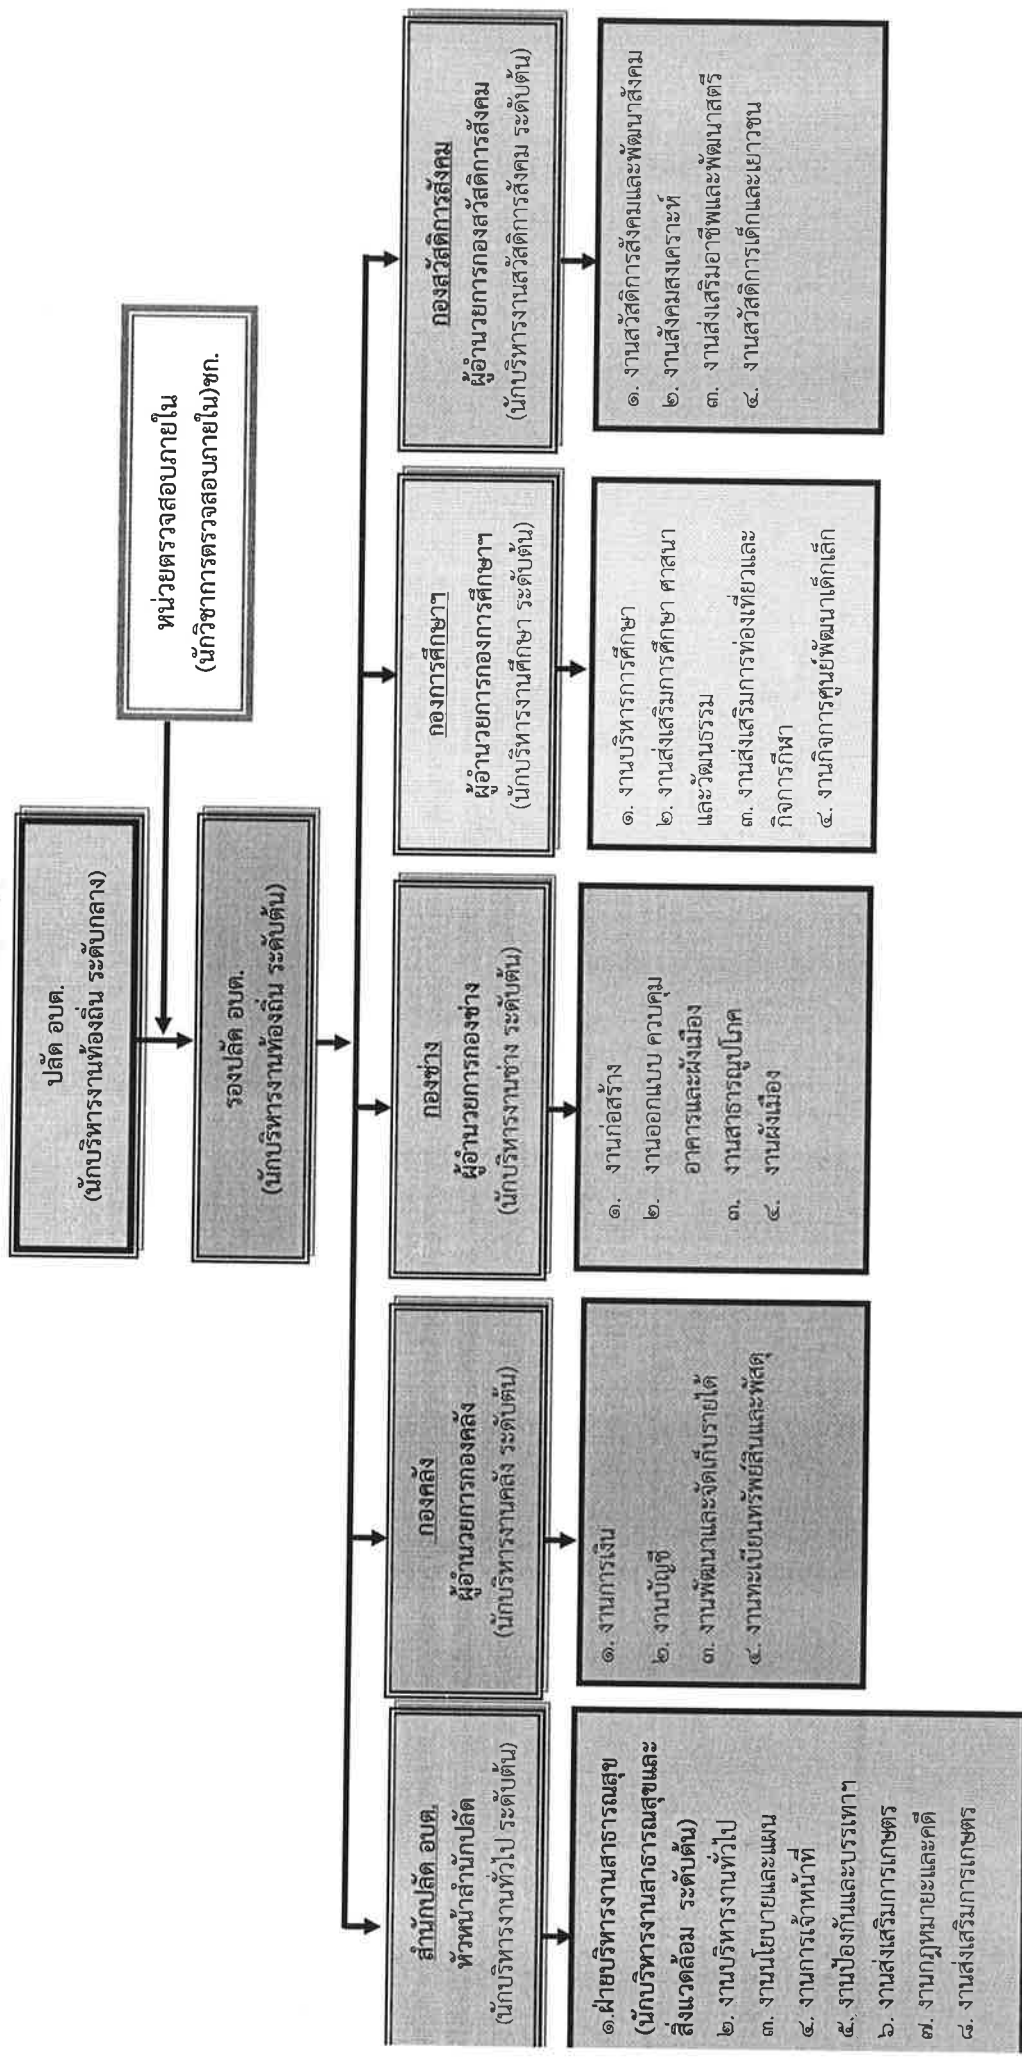 ปลัด อบต.
(นักบริหารงานท้องถิ่น ระดับกลาง)
หน่วยตรวจสอบภายใน
(นักวิชาการตรวจสอบภายใน)ชก.
รองปลัด อบต.
(นักบริหารงานท้องถิ่น ระดับต้น)
สำนักปลัด อบต.
หัวหน้าสำนักปลัด
(นักบริหารงานทั่วไป ระดับต้น)
๑.ฝ่ายบริหารงานสาธารณสุข
(นักบริหารงานสาธารณสุขและ
สิ่งแวดล้อม ระดับต้น)
๒. งานบริหารงานทั่วไป
๓. งานนโยบายและแผน
๔. งานการเจ้าหน้าที่
๕. งานป้องกันและบรรเทาฯ
๖. งานส่งเสริมการเกษตร
๗. งานกฎหมายะและคดี
๘. งานส่งเสริมการเกษตร
กองคลัง
ผู้อำนวยการกองคลัง
(นักบริหารงานคลัง ระดับต้น)
๑. งานการเงิน
๒. งานบัญชี
๓. งานพัฒนาและจัดเก็บรายได้
๔. งานทะเบียนทรัพย์สินและพัสดุ
กองช่าง
ผู้อำนวยการกองช่าง
(นักบริหารงานช่าง ระดับต้น)
๑. งานก่อสร้าง
๒. งานออกแบบ ควบคุม
อาคารและผังเมือง
๓. งานสาธารณูปโภค
๔. งานผังเมือง
กองการศึกษาฯ
ผู้อำนวยการกองการศึกษาฯ
(นักบริหารงานศึกษา ระดับต้น)
๑. งานบริหารการศึกษา
๒. งานส่งเสริมการศึกษา ศาสนา
และวัฒนธรรม
๓. งานส่งเสริมการท่องเที่ยวและ
กิจการกีฬา
๔. งานกิจการศูนย์พัฒนาเด็กเล็ก
กองสวัสดิการสังคม
ผู้อำนวยการกองสวัสดิการสังคม
(นักบริหารงานสวัสดิการสังคม ระดับต้น)
๑. งานสวัสดิการสังคมและพัฒนาสังคม
๒. งานสังคมสงเคราะห์
๓. งานส่งเสริมอาชีพและพัฒนาสตรี
๔. งานสวัสดิการเด็กและเยาวชน